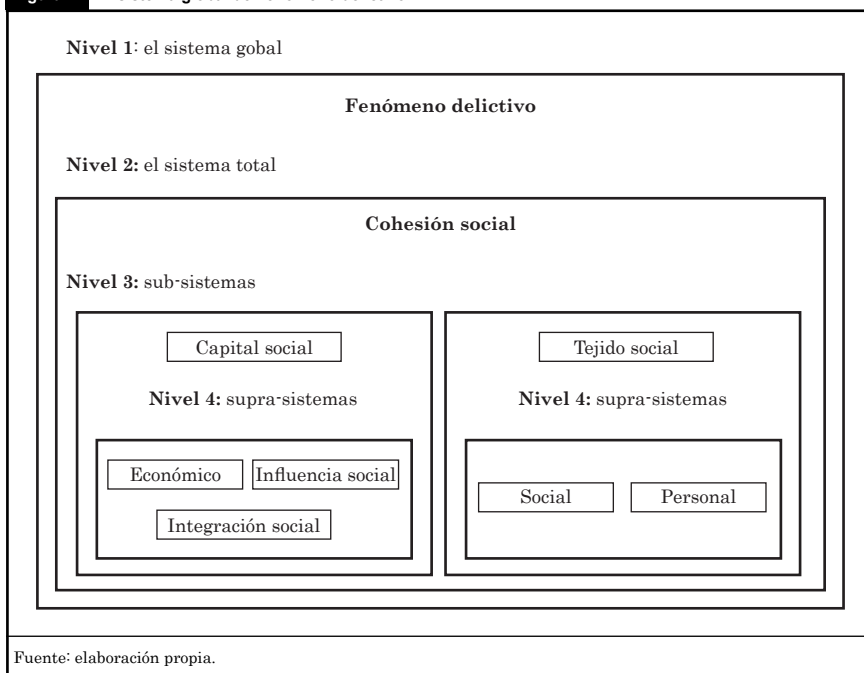 Nivel 1: el sistema gobal
Fenómeno delictivo
Nivel 2: el sistema total
Cohesión social
Nivel 3: sub-sistemas
Capital social
Tejido social
Nivel 4: supra-sistemas
Nivel 4: supra-sistemas
Económico
Influencia social
Integración social
Social
Personal
Fuente: elaboración propia.